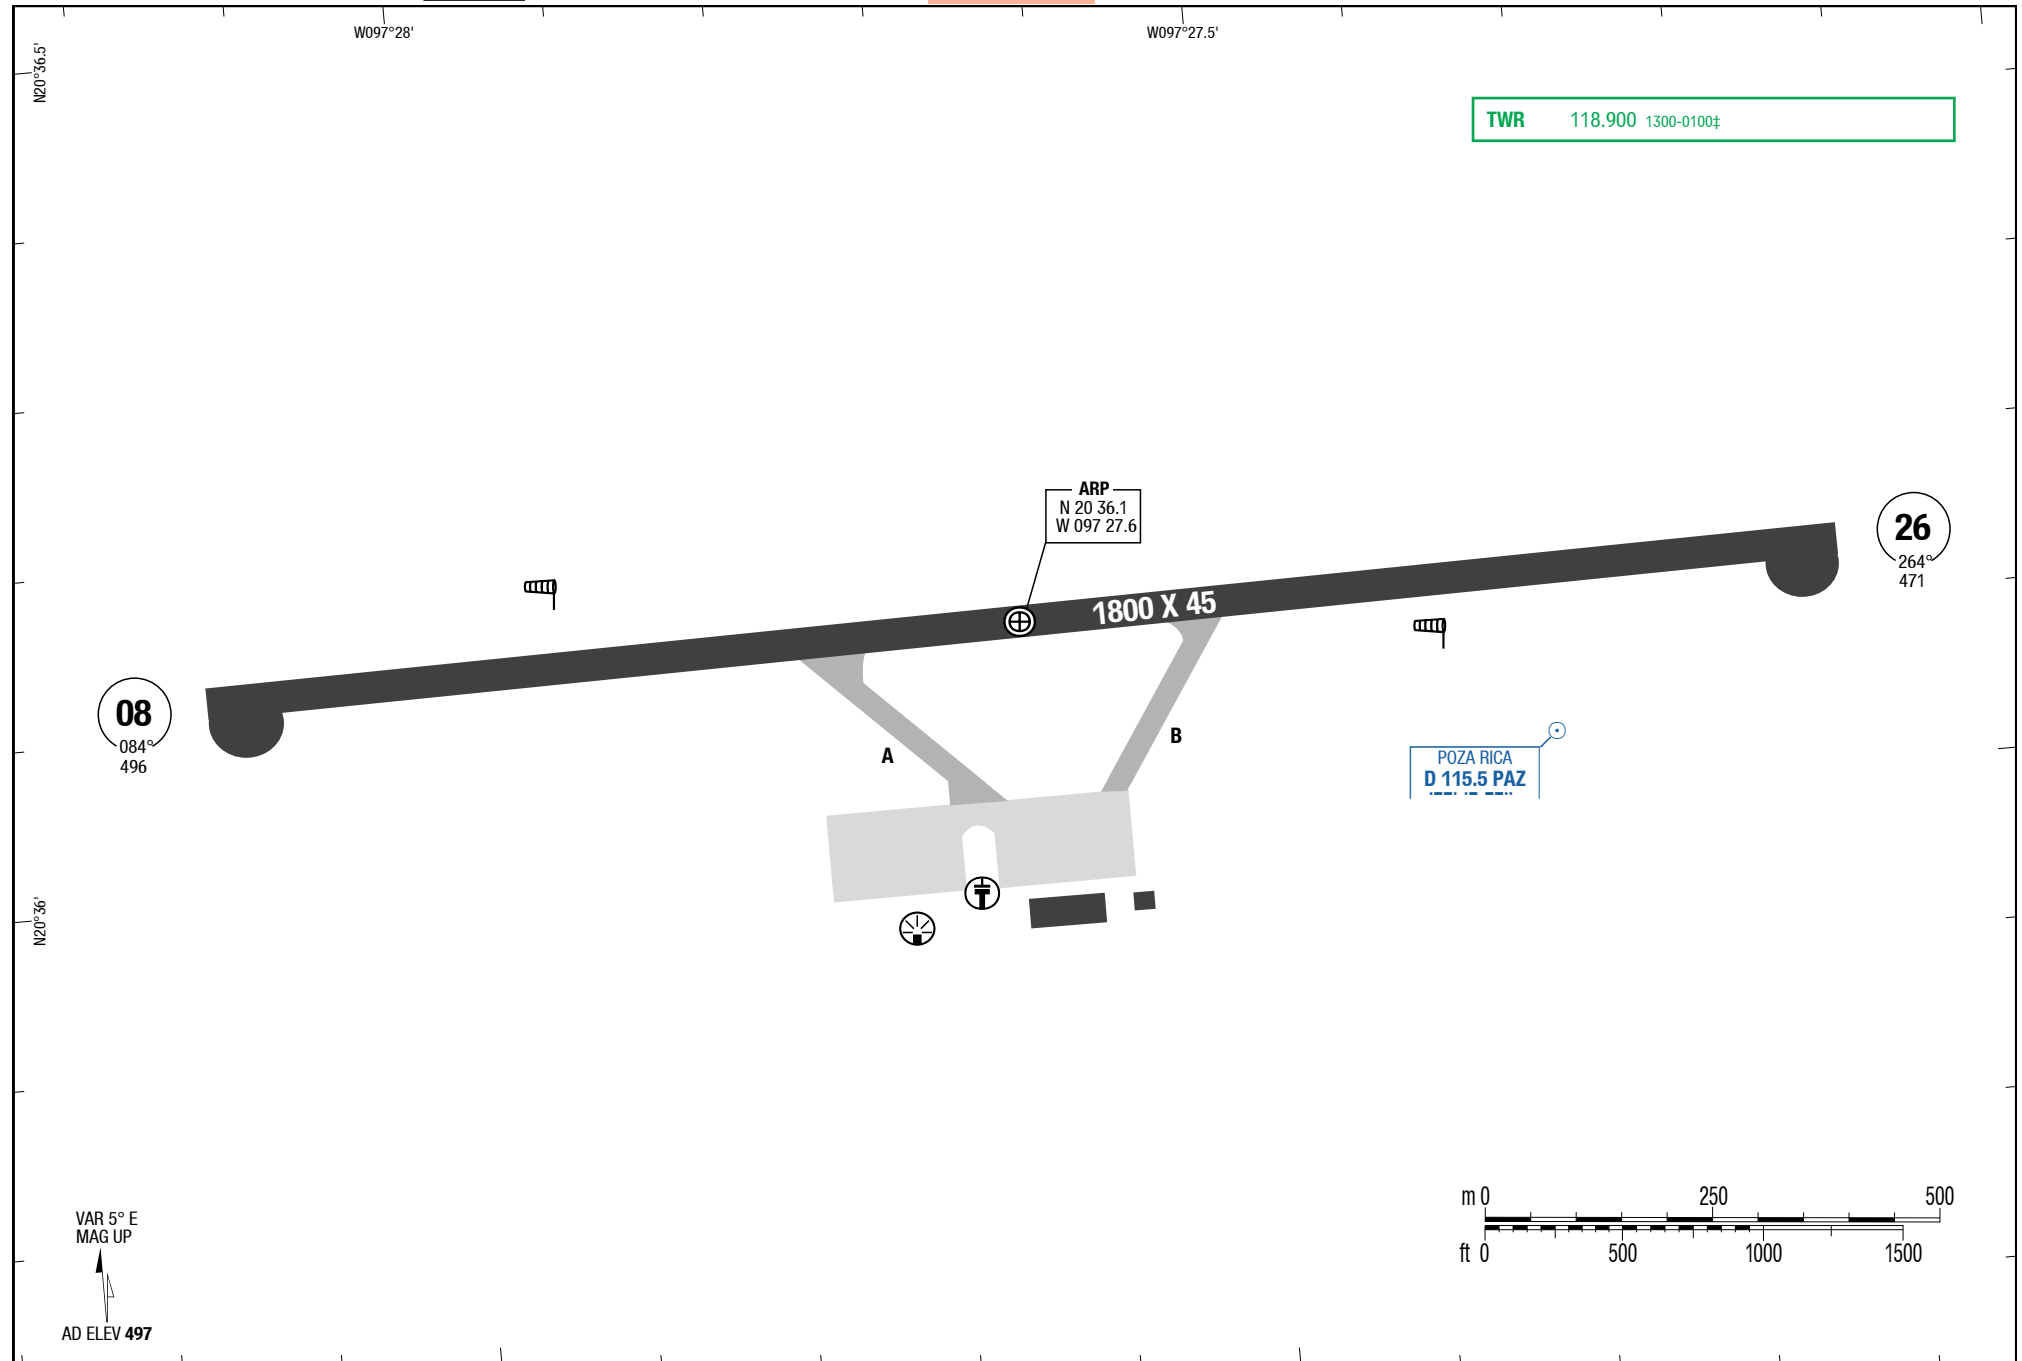 W097°28'
W097°27.5'
N20°36.5'
TWR 118.900 1300-0100‡
ARP
N 20 36.1
W 097 27.6
26
264°
471
1800 X 45
08
084°
496
A
B
POZA RICA
D 115.5 PAZ
N20°36'
m 0 250 500
ft 0 500 1000 1500
VAR 5° E
MAG UP
AD ELEV 497